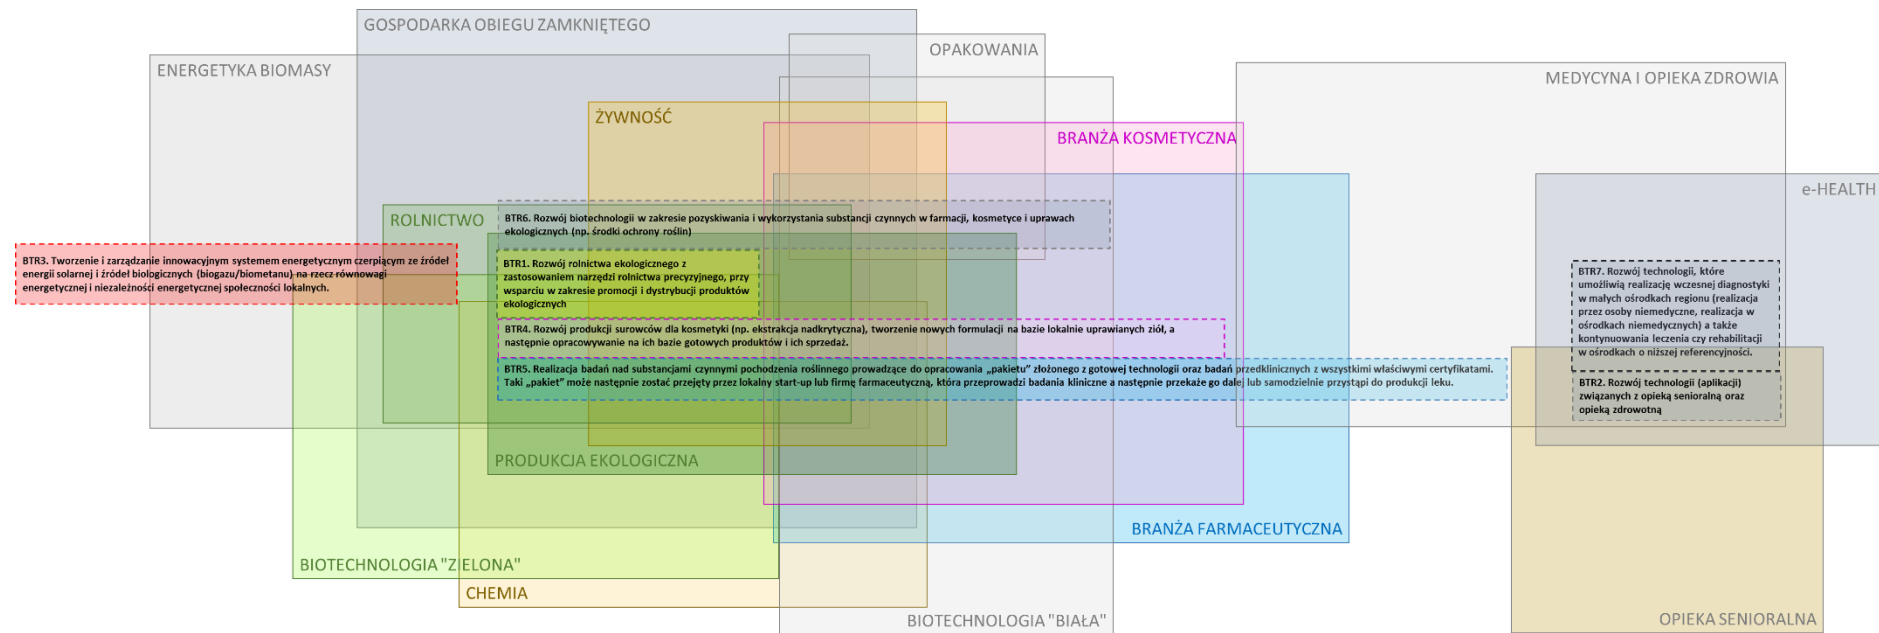 GOSPODARKA OBIEGU ZAMKNIĘTEGO
OPAKOWANIA
ENERGETYKA BIOMASY
MEDYCYNA I OPIEKA ZDROWIA
ŻYWNOŚĆ
BRANŻA KOSMETYCZNA
e-HEALTH
ROLNICTWO
BTR6. Rozwój biotechnologii w zakresie pozyskiwania i wykorzystania substancji czynnych w farmacji, kosmetyce i uprawach
ekologicznych (np. środki ochrony roślin)
BTR3. Tworzenie i zarządzanie innowacyjnym systemem energetycznym czerpiącym ze źródeł
energii solarnej i źródeł biologicznych (biogazu/biometanu) na rzecz równowagi
energetycznej i niezależności energetycznej społeczności lokalnych.
BTR1. Rozwój rolnictwa ekologicznego z
zastosowaniem narzędzi rolnictwa precyzyjnego, przy
wsparciu w zakresie promocji i dystrybucji produktów
ekologicznych
BTR7. Rozwój technologii, które
umożliwią realizację wczesnej diagnostyki
w małych ośrodkach regionu (realizacja
przez osoby niemedyczne, realizacja w
ośrodkach niemedycznych) a także
kontynuowania leczenia czy rehabilitacji
w ośrodkach o niższej referencyjności.
BTR4. Rozwój produkcji surowców dla kosmetyki (np. ekstrakcja nadkrytyczna), tworzenie nowych formulacji na bazie lokalnie uprawianych ziół, a
następnie opracowywanie na ich bazie gotowych produktów i ich sprzedaż.
BTR5. Realizacja badań nad substancjami czynnymi pochodzenia roślinnego prowadzące do opracowania „pakietu” złożonego z gotowej technologii oraz badań przedklinicznych z wszystkimi właściwymi certyfikatami.
Taki „pakiet” może następnie zostać przejęty przez lokalny start-up lub firmę farmaceutyczną, która przeprowadzi badania kliniczne a następnie przekaże go dalej lub samodzielnie przystąpi do produkcji leku.
BTR2. Rozwój technologii (aplikacji)
związanych z opieką senioralną oraz
opieką zdrowotną
PRODUKCJA EKOLOGICZNA
BRANŻA FARMACEUTYCZNA
BIOTECHNOLOGIA "ZIELONA"
CHEMIA
BIOTECHNOLOGIA "BIAŁA"
OPIEKA SENIORALNA